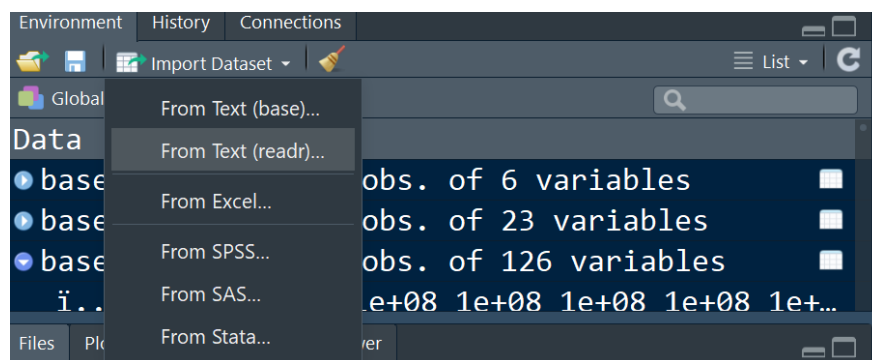 Environment History Connections
Import Dataset List
Global
From Text (base)...
Data
From Text (readr)...
base obs. of 6 variables
From Excel...
base obs. of 23 variables
From SPSS...
base obs. of 126 variables
From SAS...
ï.. 1e+08 1e+08 1e+08 1e+08 1e+…
From Stata...
Files